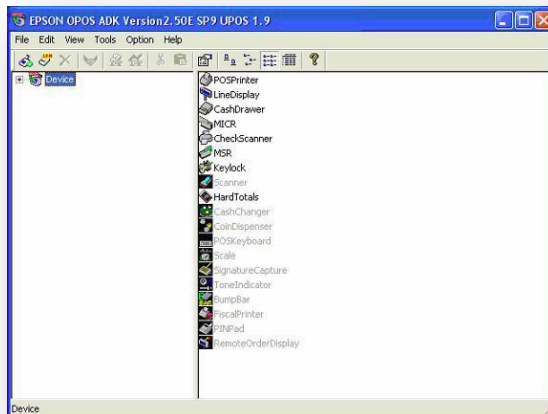 EPSON OPOS ADK Version2.50E SP9 UPOS 1.9
File Edit View Tools Option Help
Device
POSPrinter
LineDisplay
CashDrawer
MICR
CheckScanner
MSR
Keylock
Scanner
HardTotals
CashChanger
CoinDispenser
POSKeyboard
Scale
SignatureCapture
ToneIndicator
BumpBar
FiscalPrinter
PINPad
RemoteOrderDisplay
Device